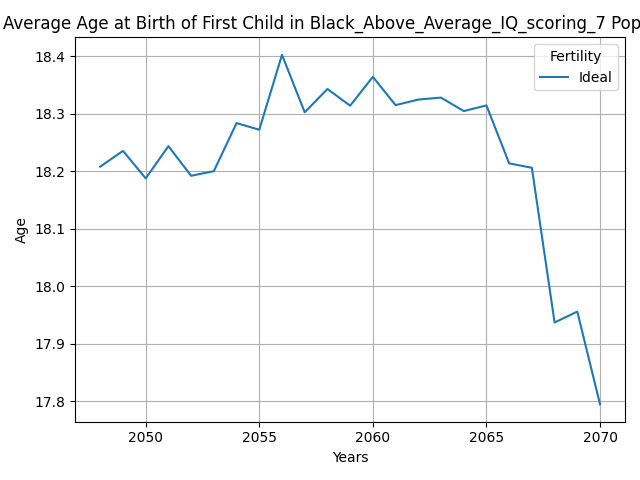 Average Age at Birth of First Child in Black_Above_Average_IQ_scoring_7 Pop
Fertility
Ideal
18.4
18.3
18.2
18.1
18.0
17.9
17.8
Age
2050 2055 2060 2065 2070
Years